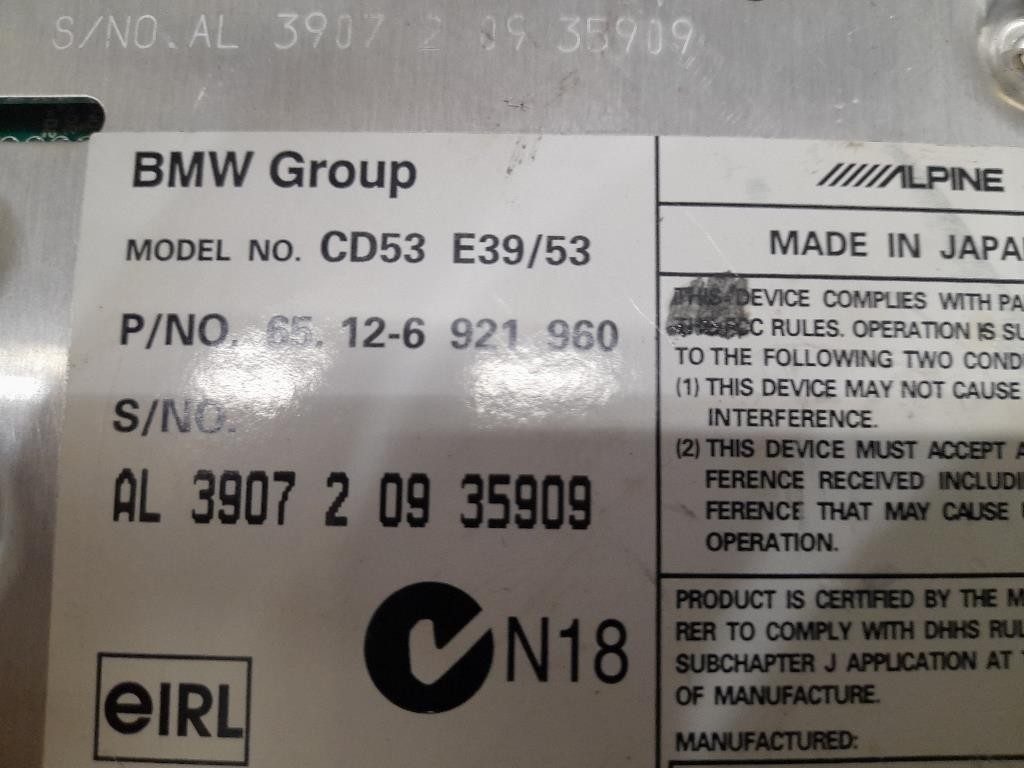 S/NO. AL 3907 2 09 35909
BMW Group
MODEL NO. CD53 E39/53
P/NO. 65. 12-6 921 960
S/NO.
AL 3907 2 09 35909
N18
eIRL
ALPINE
MADE IN JAPA
THIS DEVICE COMPLIES WITH PA
THE FCC RULES. OPERATION IS SU
TO THE FOLLOWING TWO COND
(1) THIS DEVICE MAY NOT CAUSE
INTERFERENCE.
(2) THIS DEVICE MUST ACCEPT A
FERENCE RECEIVED INCLUDI
FERENCE THAT MAY CAUSE
OPERATION.
PRODUCT IS CERTIFIED BY THE M
RER TO COMPLY WITH DHHS RUL
SUBCHAPTER J APPLICATION AT
OF MANUFACTURE.
MANUFACTURED: